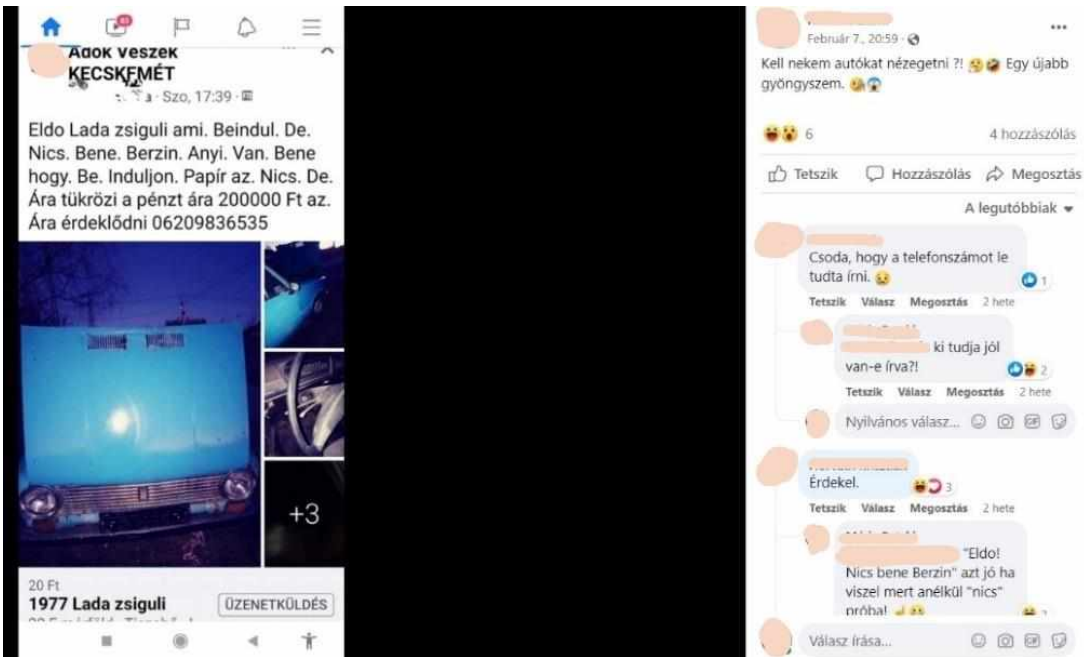 Adok Veszek
KECSKEMÉT
Szo, 17:39
Eldo Lada zsiguli ami. Beindul. De.
Nics. Bene. Berzin. Anyi. Van. Bene
hogy. Be. Induljon. Papír az. Nics. De.
Ára tükrözi a pénzt ára 200000 Ft az.
Ára érdeklődni 06209836535
+3
20 Ft
1977 Lada zsiguli
ÜZENETKÜLDÉS
Február 7., 20:59
Kell nekem autókat nézegetni ?! Egy újabb
gyöngyszem.
6
4 hozzászólás
Tetszik Hozzászólás Megosztás
A legutóbbiak
Csoda, hogy a telefonszámot le
tudta írni.
1
Tetszik Válasz Megosztás 2 hete
ki tudja jól
van-e írva?!
2
Tetszik Válasz Megosztás 2 hete
Nyilvános válasz...
GIF
Érdekel.
3
Tetszik Válasz Megosztás 2 hete
"Eldo!
Nics bene Berzin" azt jó ha
viszel mert anélkül "nics"
próba!
Válasz írása...
GIF